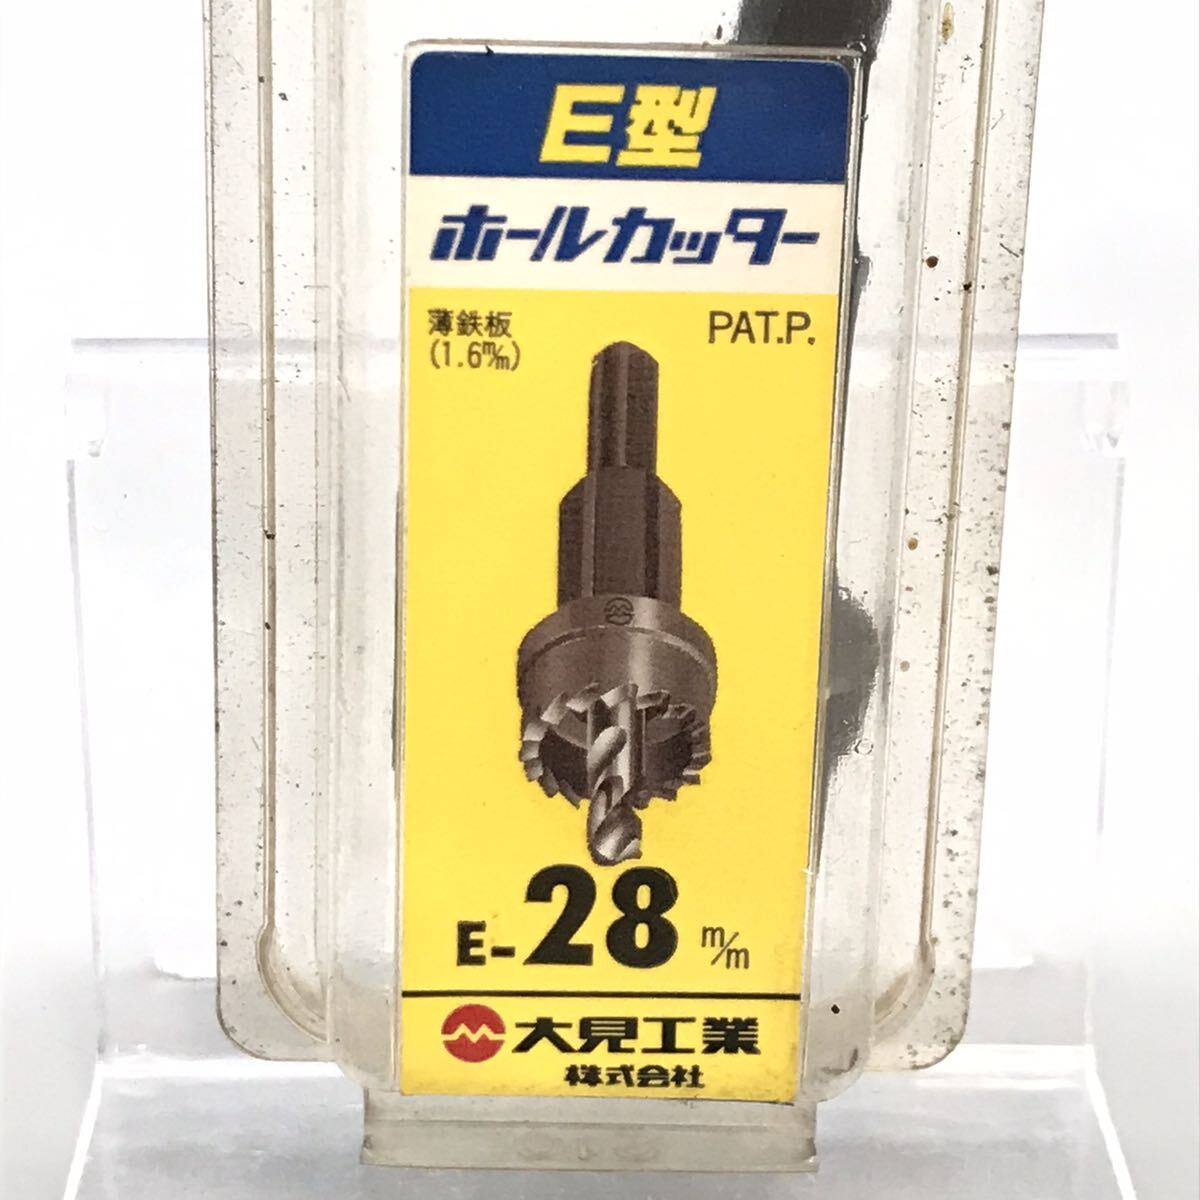 E型
ホールカッター
薄鉄板
(1.6m/m)
PAT.P.
E-28 m/m
大見工業
株式会社